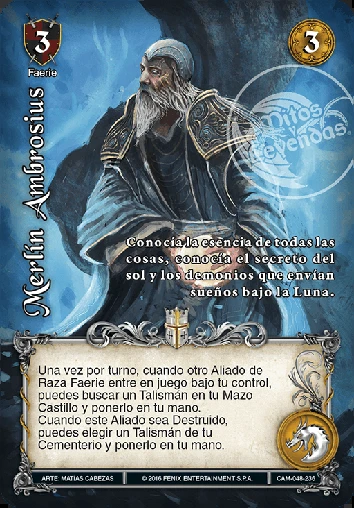 3
Faerie
3
Mitos y
Leyendas
Merlín Ambrosius
Conocía la esencia de todas las
cosas, conocía el secreto del
sol y los demonios que envían
sueños bajo la Luna.
Una vez por turno, cuando otro Aliado de
Raza Faerie entre en juego bajo tu control,
puedes buscar un Talismán en tu Mazo
Castillo y ponerlo en tu mano.
Cuando este Aliado sea Destruido,
puedes elegir un Talismán de tu
Cementerio y ponerlo en tu mano.
ARTE: MATÍAS CABEZAS
© 2016 FENIX ENTERTAINMENT S.P.A.
CAM-048-236